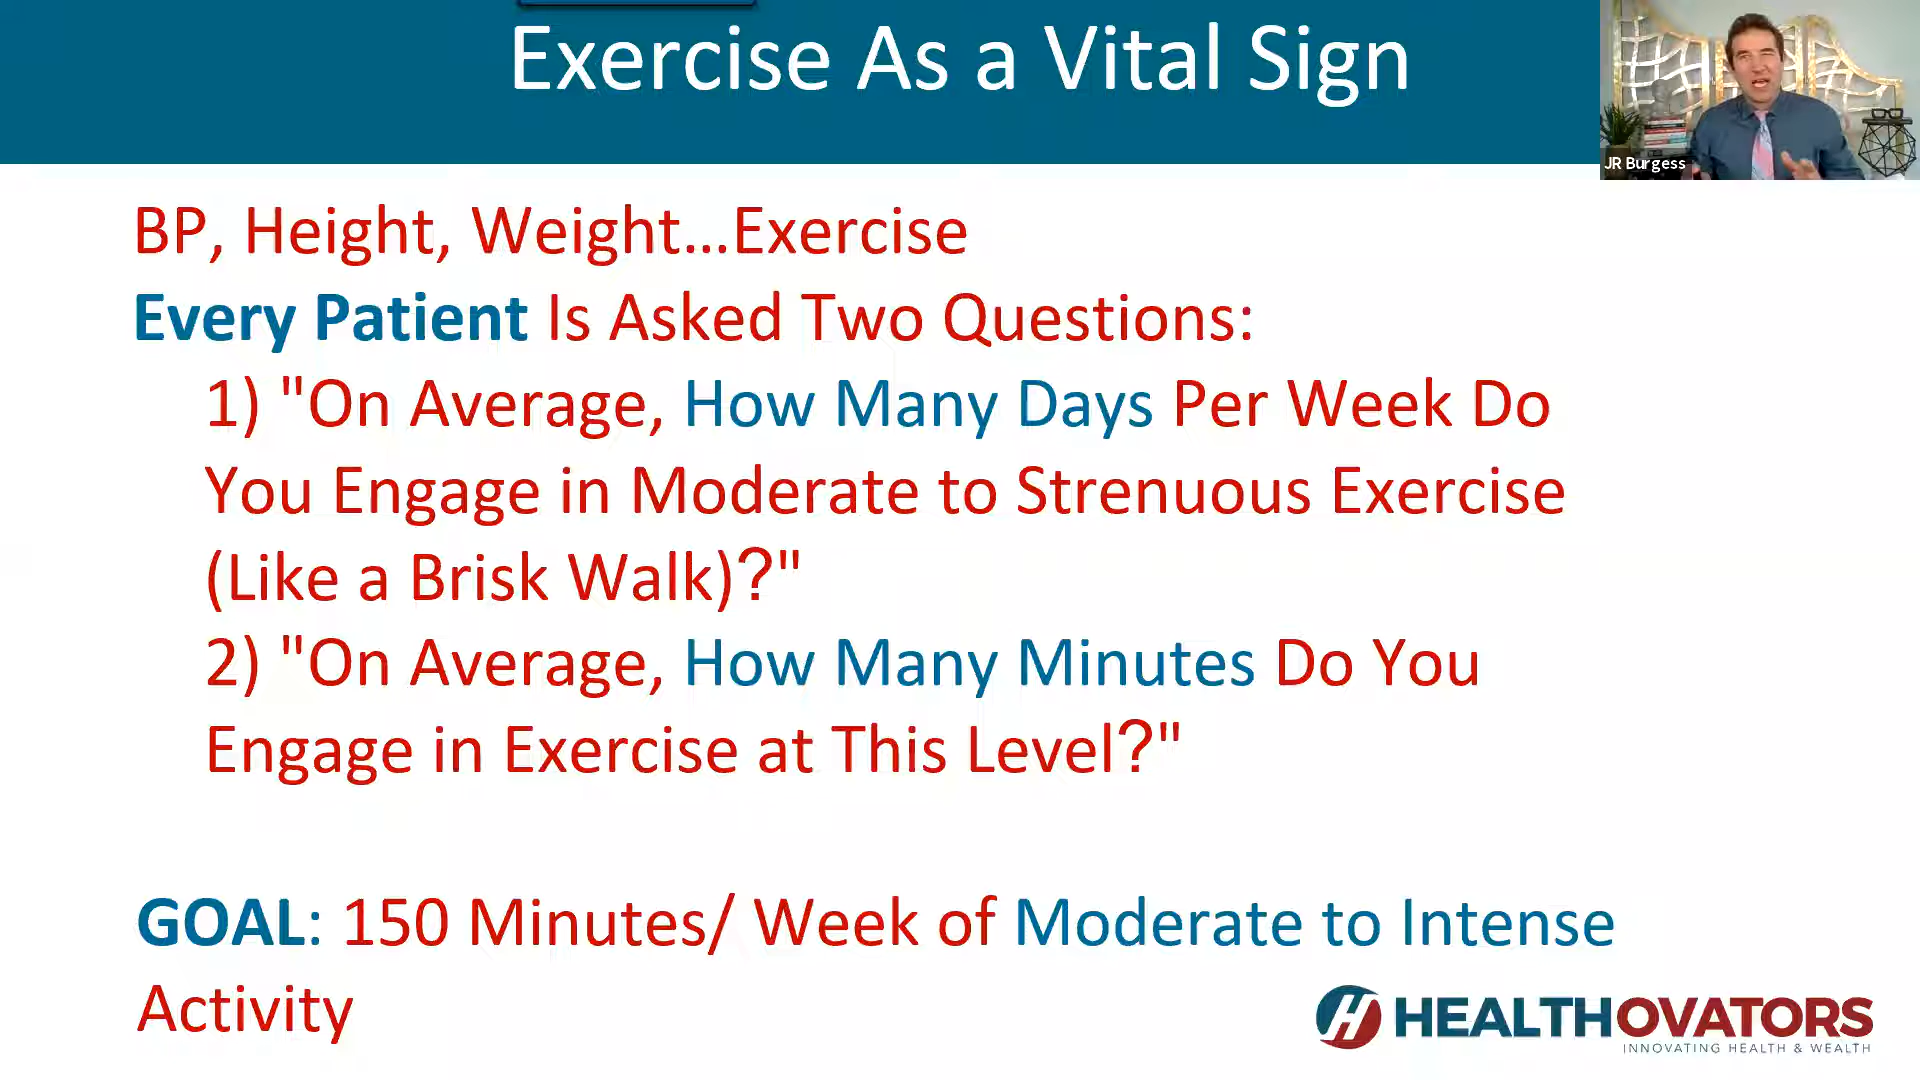 Exercise As a Vital Sign
JR Burgess
BP, Height, Weight...Exercise
Every Patient Is Asked Two Questions:
1) "On Average, How Many Days Per Week Do
You Engage in Moderate to Strenuous Exercise
(Like a Brisk Walk)?"
2) "On Average, How Many Minutes Do You
Engage in Exercise at This Level?"
GOAL: 150 Minutes/ Week of Moderate to Intense
Activity
H HEALTHOVATORS
INNOVATING HEALTH & WEALTH